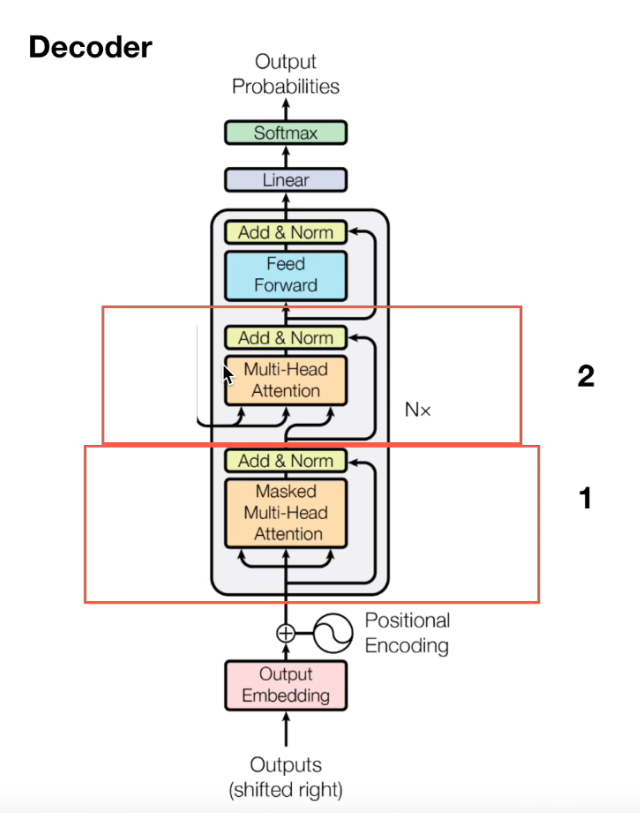 Decoder
Output
Probabilities
Softmax
Linear
Add & Norm
Feed
Forward
Add & Norm
Multi-Head
Attention
2
N×
Add & Norm
Masked
Multi-Head
Attention
1
Positional
Encoding
Output
Embedding
Outputs
(shifted right)